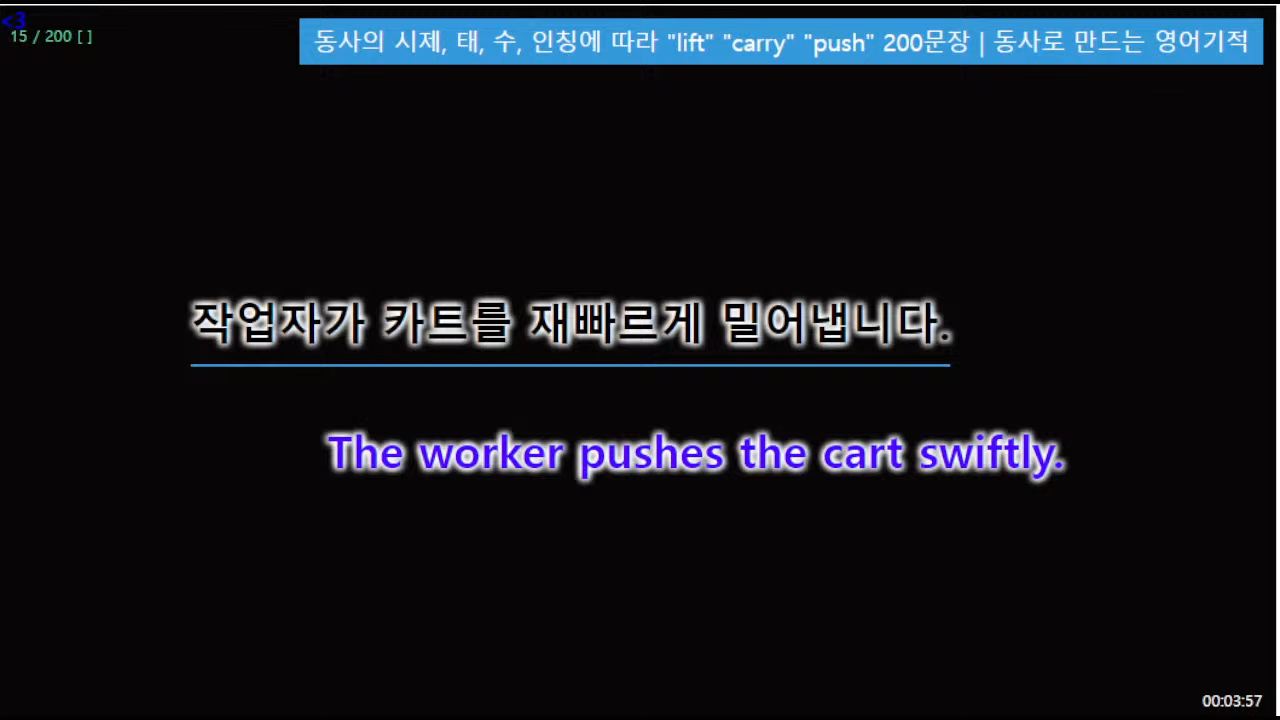 <3
15 / 200 [ ]
동사의 시제, 태, 수, 인칭에 따라 "lift" "carry" "push" 200문장 | 동사로 만드는 영어기적
작업자가 카트를 재빠르게 밀어냅니다.
The worker pushes the cart swiftly.
00:03:57